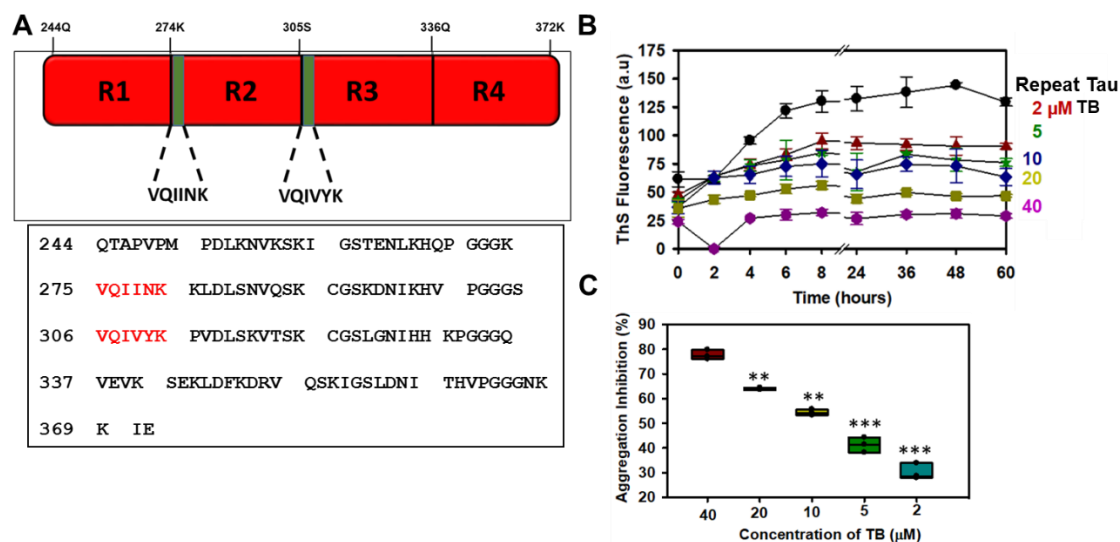 A
244Q 274K 305S 336Q 372K
R1 R2 R3 R4
VQIINK VQIVYK
244 QTAPVPM PDLKNVKSKI GSTENLKHQP GGGK
275 VQIINK KLDLSNVQSK CGSKDNIKHV PGGGS
306 VQIVYK PVDLSKVTSK CGSLGNIHH KPGGGQ
337 VEVK SEKLDFKDRV QSKIGSLDNI THVPGGGNK
369 K IE
B
ThS Fluorescence (a.u)
175
150
125
100
75
50
25
0
0 2 4 6 8 24 36 48 60
Time (hours)
Repeat Tau
2 μM TB
5
10
20
40
C
Aggregation Inhibition (%)
90
80
70
60
50
40
30
20
** ** *** ***
40 20 10 5 2
Concentration of TB (μM)